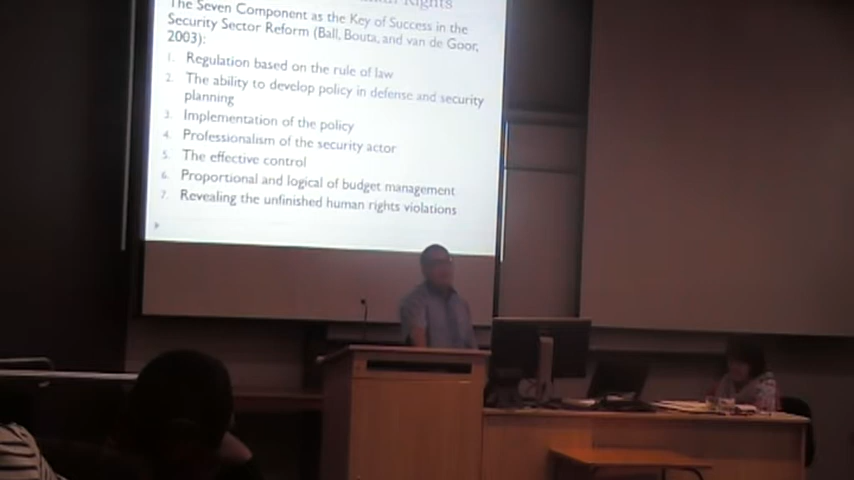 Rights
The Seven Component as the Key of Success in the
Security Sector Reform (Ball, Bouta, and van de Goor,
2003):
1. Regulation based on the rule of law
2. The ability to develop policy in defense and security
planning
3. Implementation of the policy
4. Professionalism of the security actor
5. The effective control
6. Proportional and logical of budget management
7. Revealing the unfinished human rights violations